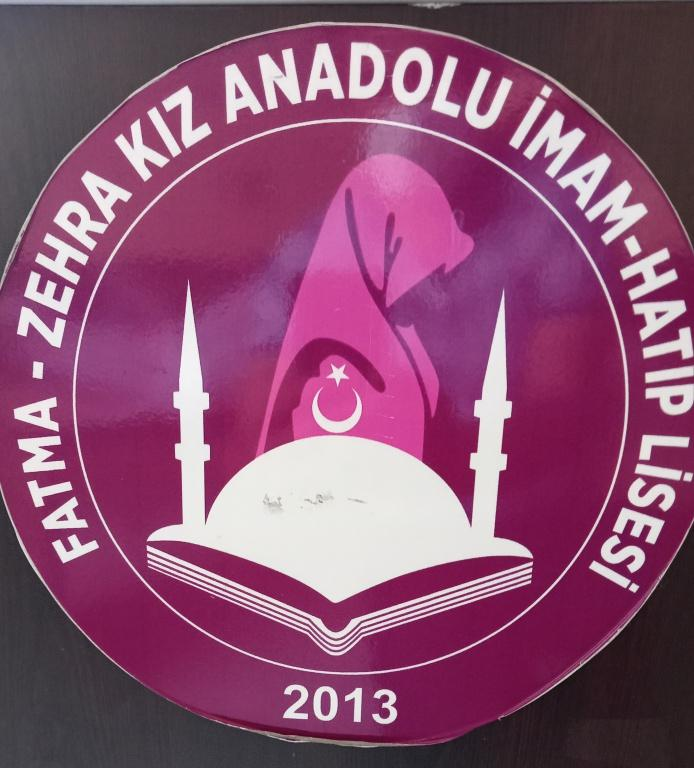 FATMA - ZEHRA KIZ ANADOLU İMAM-HATİP LİSESİ
2013